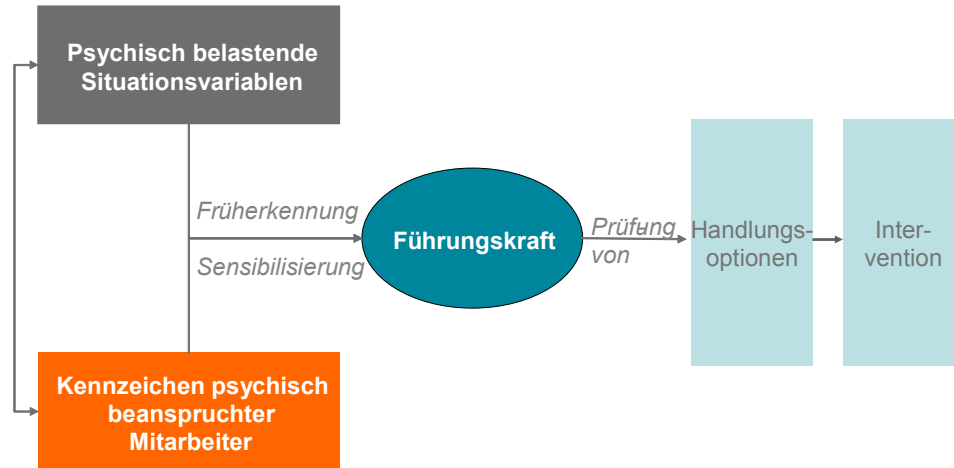 Psychisch belastende
Situationsvariablen
Früherkennung
Sensibilisierung
Führungskraft
Prüfung
von
Handlungs-
optionen
Inter-
vention
Kennzeichen psychisch
beanspruchter
Mitarbeiter